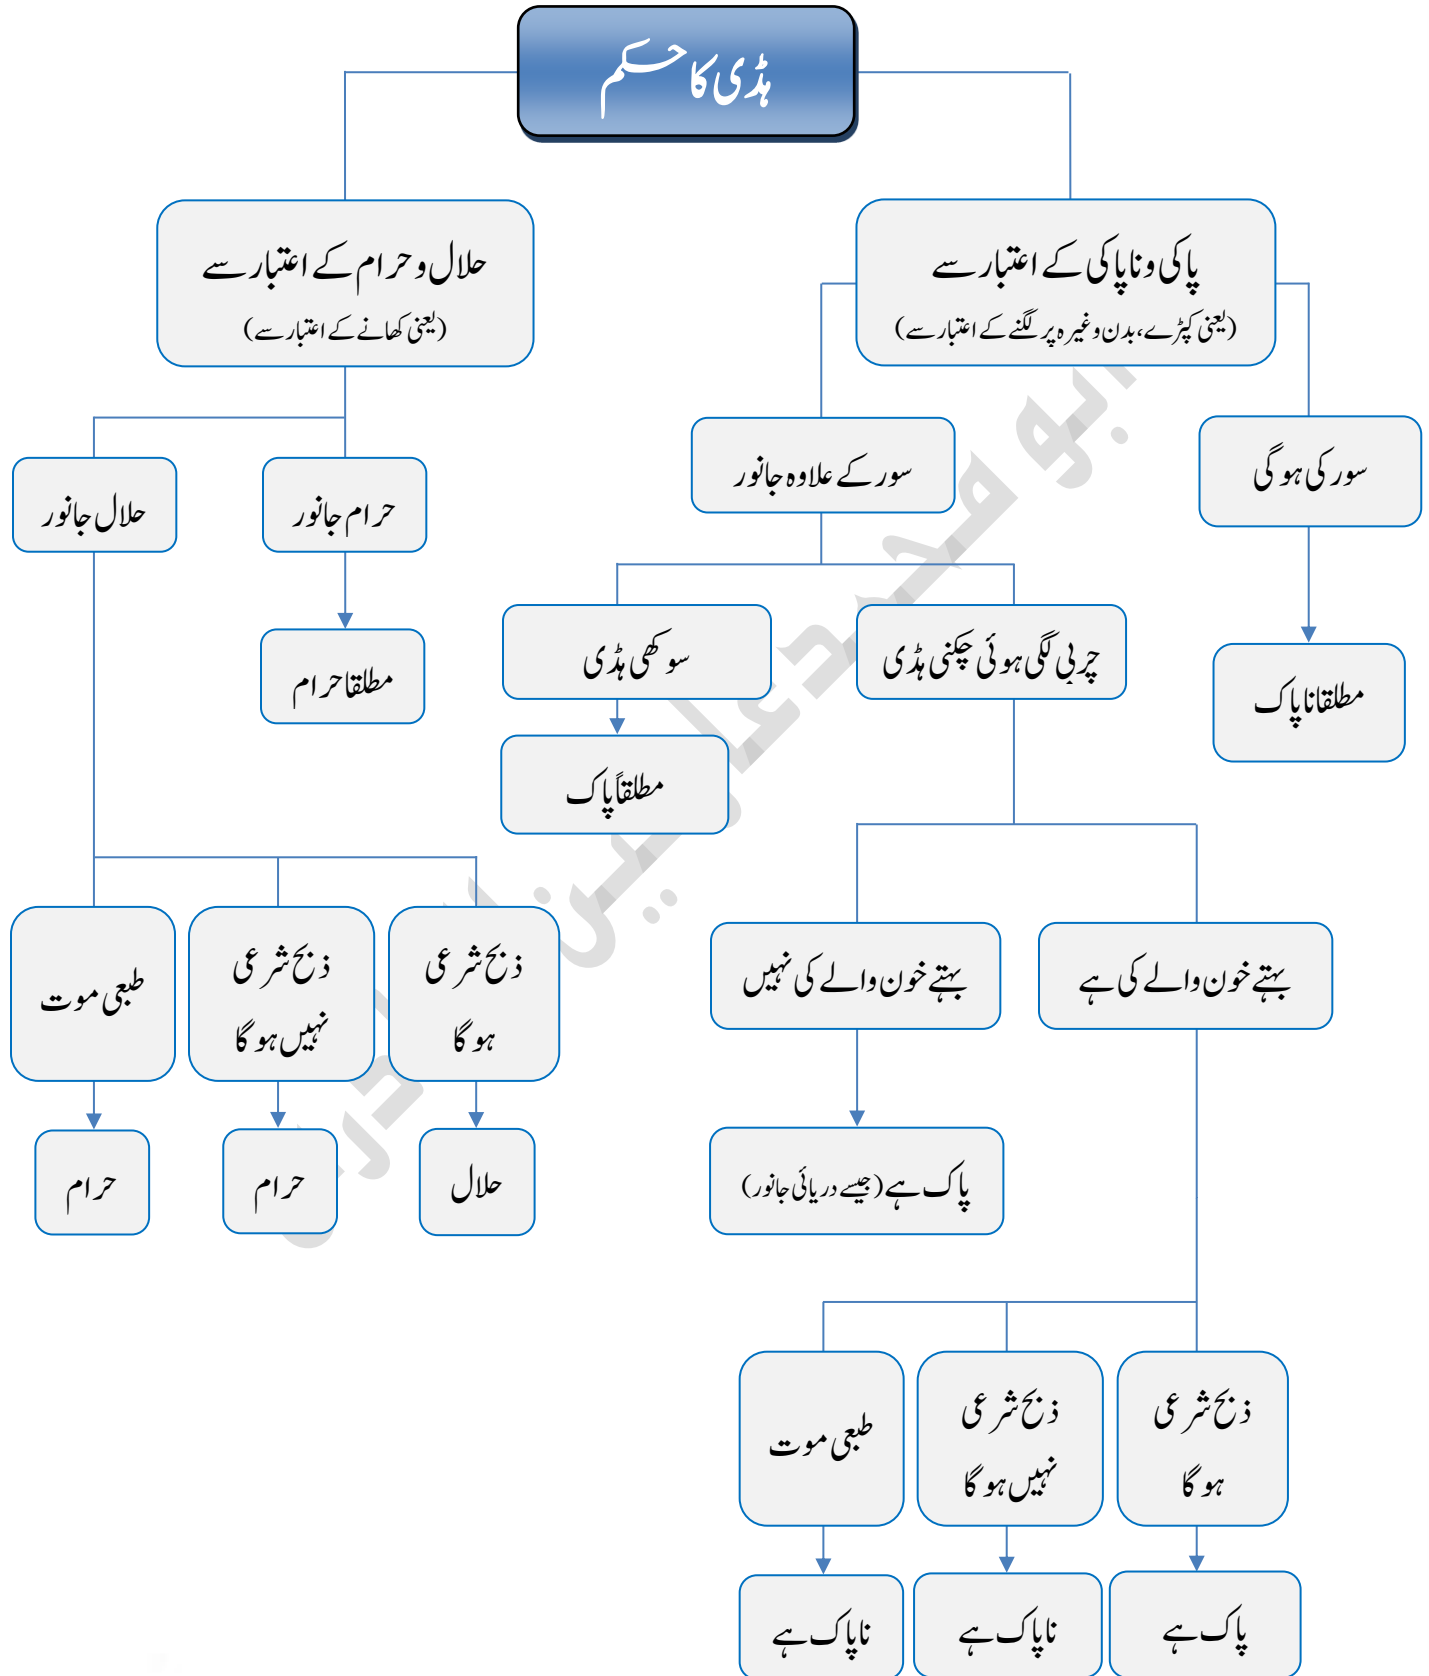 ہڈی کا حکم
پاکی و ناپاکی کے اعتبار سے
(یعنی کپڑے، بدن وغیرہ پر لگنے کے اعتبار سے)
حلال و حرام کے اعتبار سے
(یعنی کھانے کے اعتبار سے)
سور کی ہوگی
سور کے علاوہ جانور
حرام جانور
حلال جانور
مطلقا ناپاک
چربی لگی ہوئی چکنی ہڈی
سوکھی ہڈی
مطلقا حرام
مطلقاً پاک
بہتے خون والے کی ہے
بہتے خون والے کی نہیں
ذبح شرعی
ہوگا
ذبح شرعی
نہیں ہوگا
طبعی موت
پاک ہے (جیسے دریائی جانور)
حلال
حرام
حرام
ذبح شرعی
ہوگا
ذبح شرعی
نہیں ہوگا
طبعی موت
پاک ہے
ناپاک ہے
ناپاک ہے